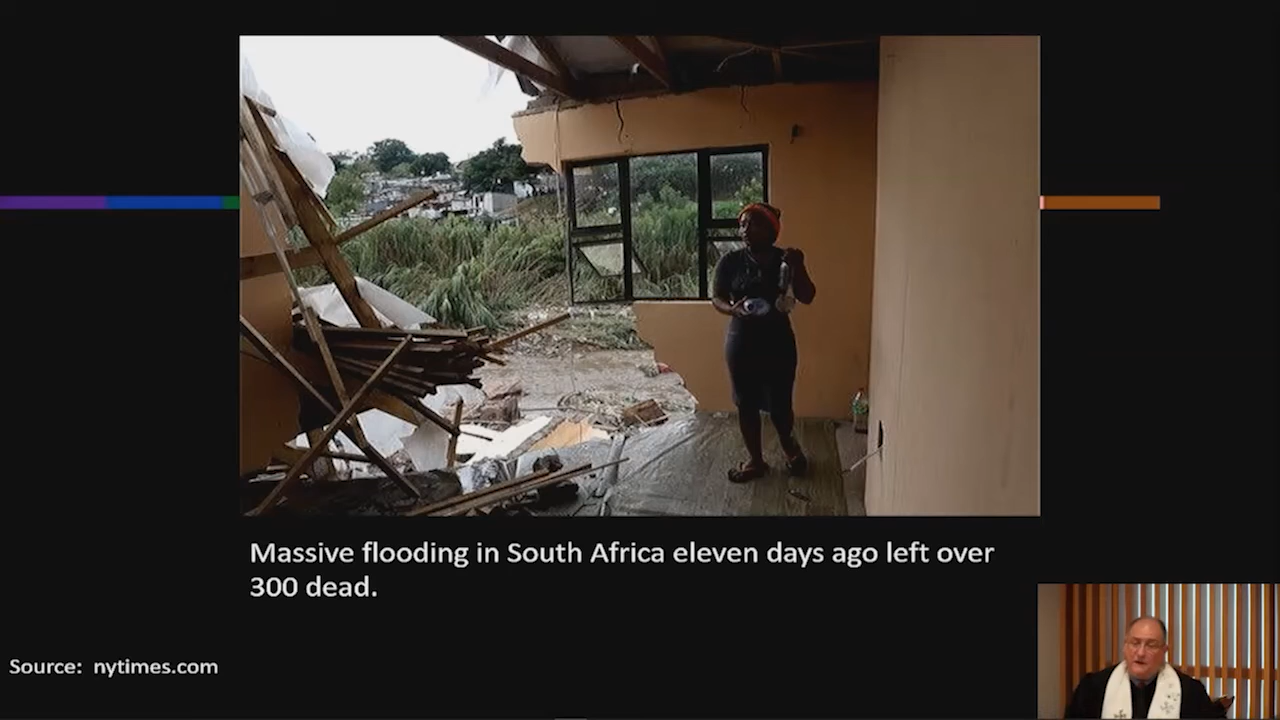 Massive flooding in South Africa eleven days ago left over
300 dead.
Source: nytimes.com